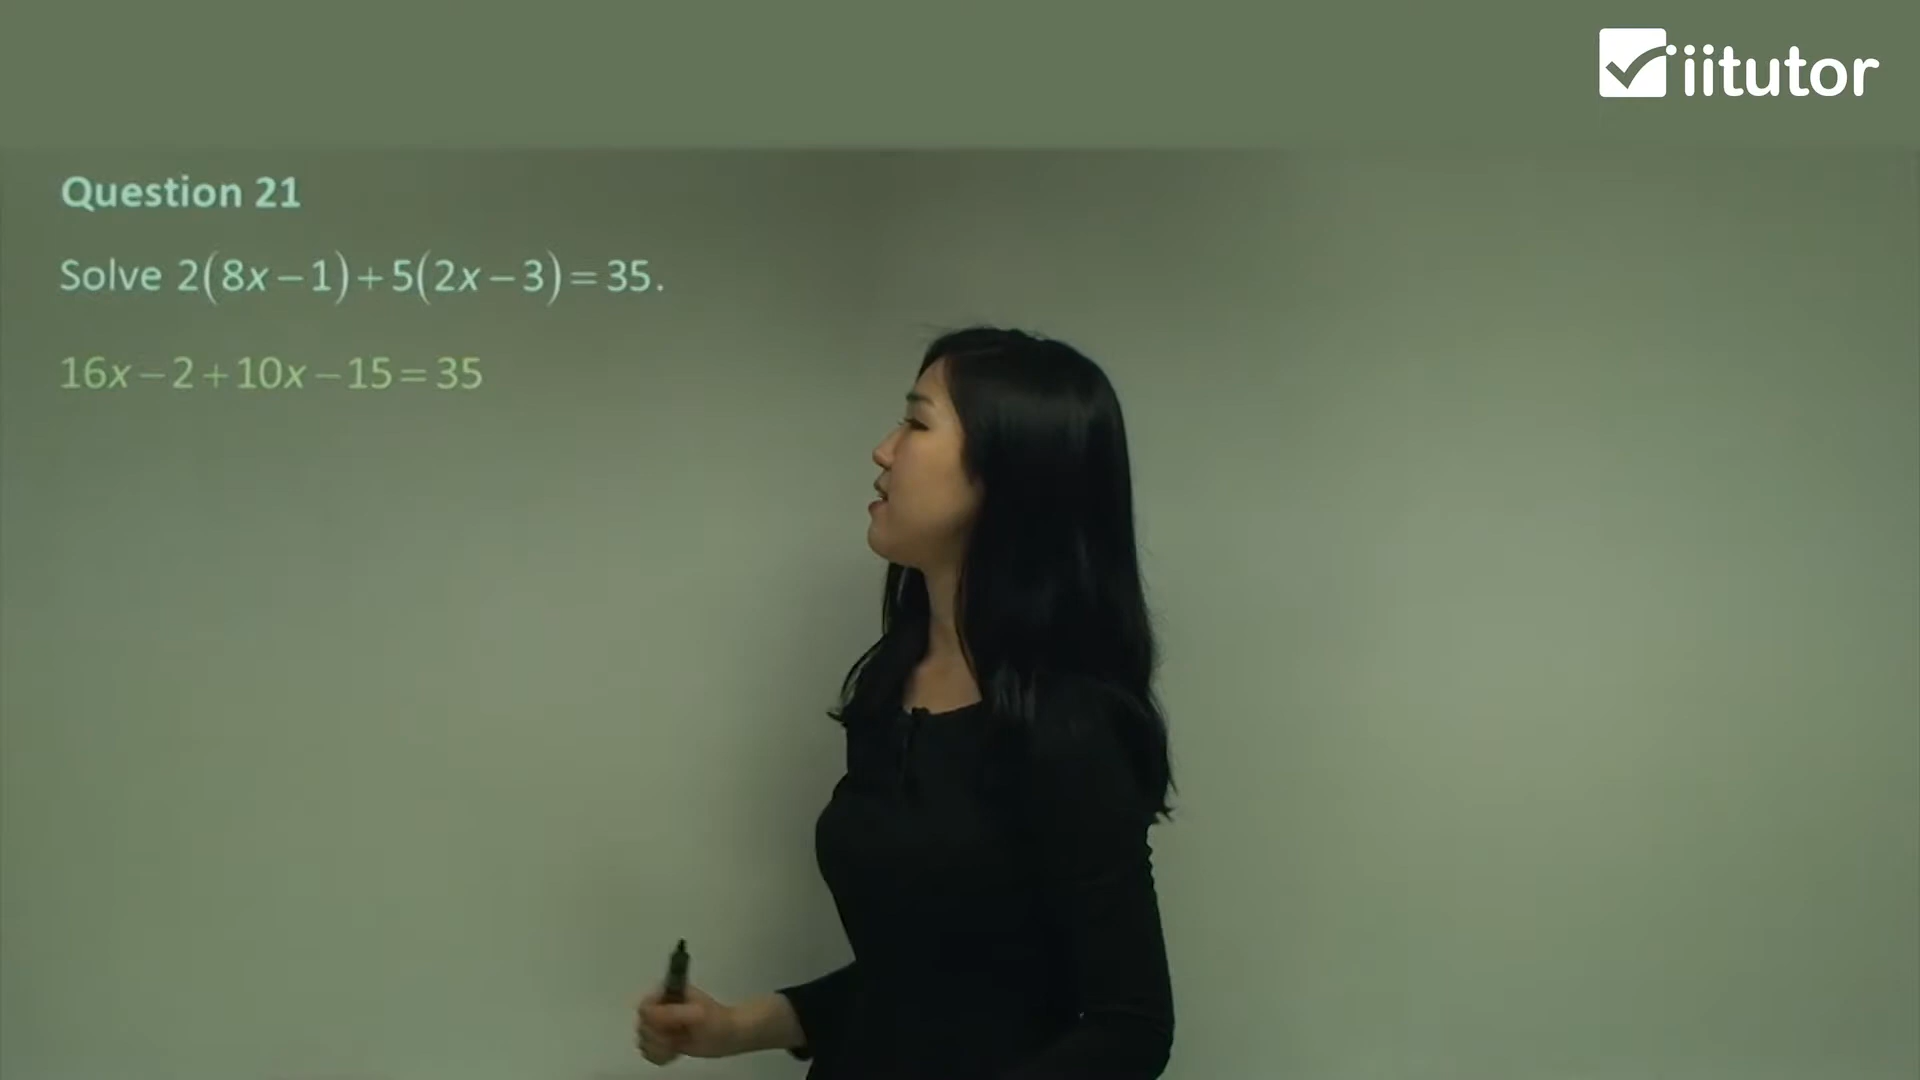 iitutor
Question 21
Solve 2(8x−1)+5(2x−3)=35.
16x−2+10x−15=35